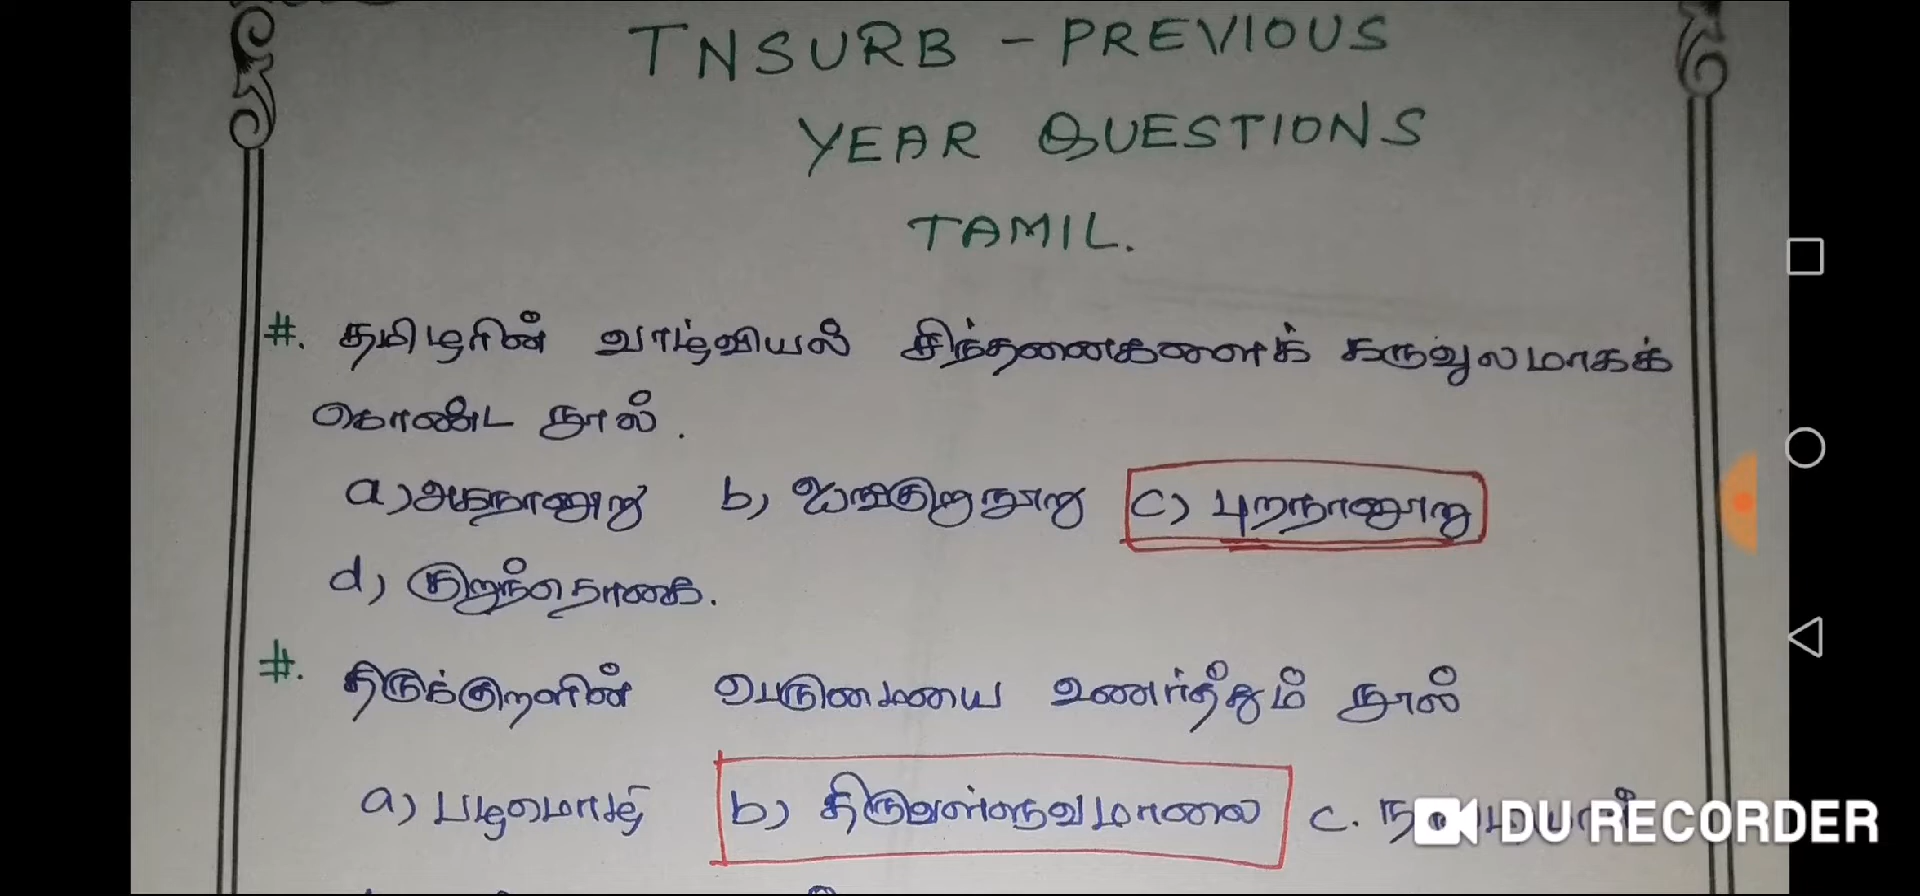 TNSURB - PREVIOUS
YEAR QUESTIONS
TAMIL.
#. தமிழரின் வாழ்வியல் சிந்தனைகளைக் கருவூலமாகக்
கொண்ட நூல்.
a) அகநானூறு b) ஐங்குறுநூறு c) புறநானூறு
d) குறுந்தொகை.
#. திருக்குறளின் பெருமையை உணர்த்தும் நூல்
a) பழமொழி b) திருவள்ளுவமாலை c.
DU RECORDER